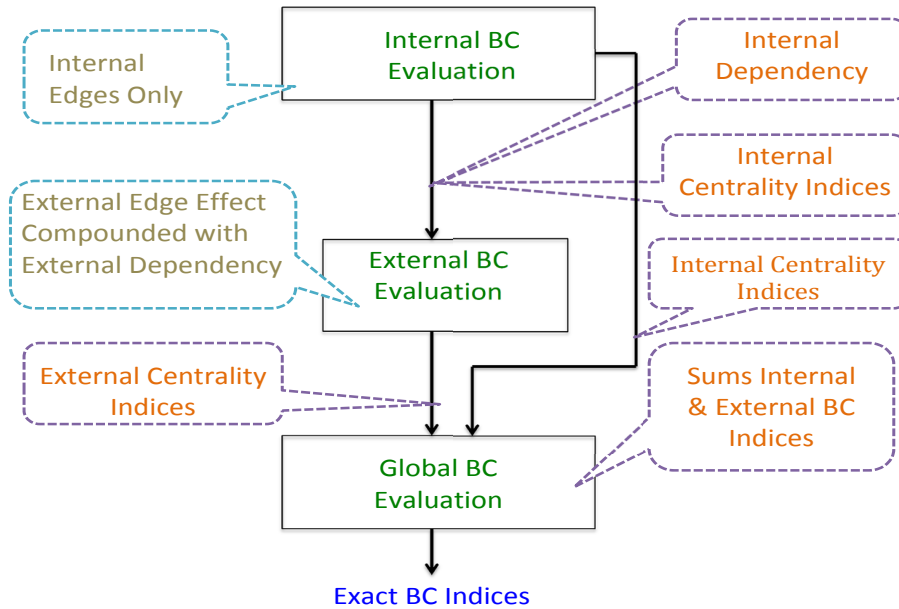 Internal BC
Evaluation
Internal
Edges Only
Internal
Dependency
Internal
Centrality Indices
External Edge Effect
Compounded with
External Dependency
External BC
Evaluation
Internal Centrality
Indices
External Centrality
Indices
Sums Internal
& External BC
Indices
Global BC
Evaluation
Exact BC Indices